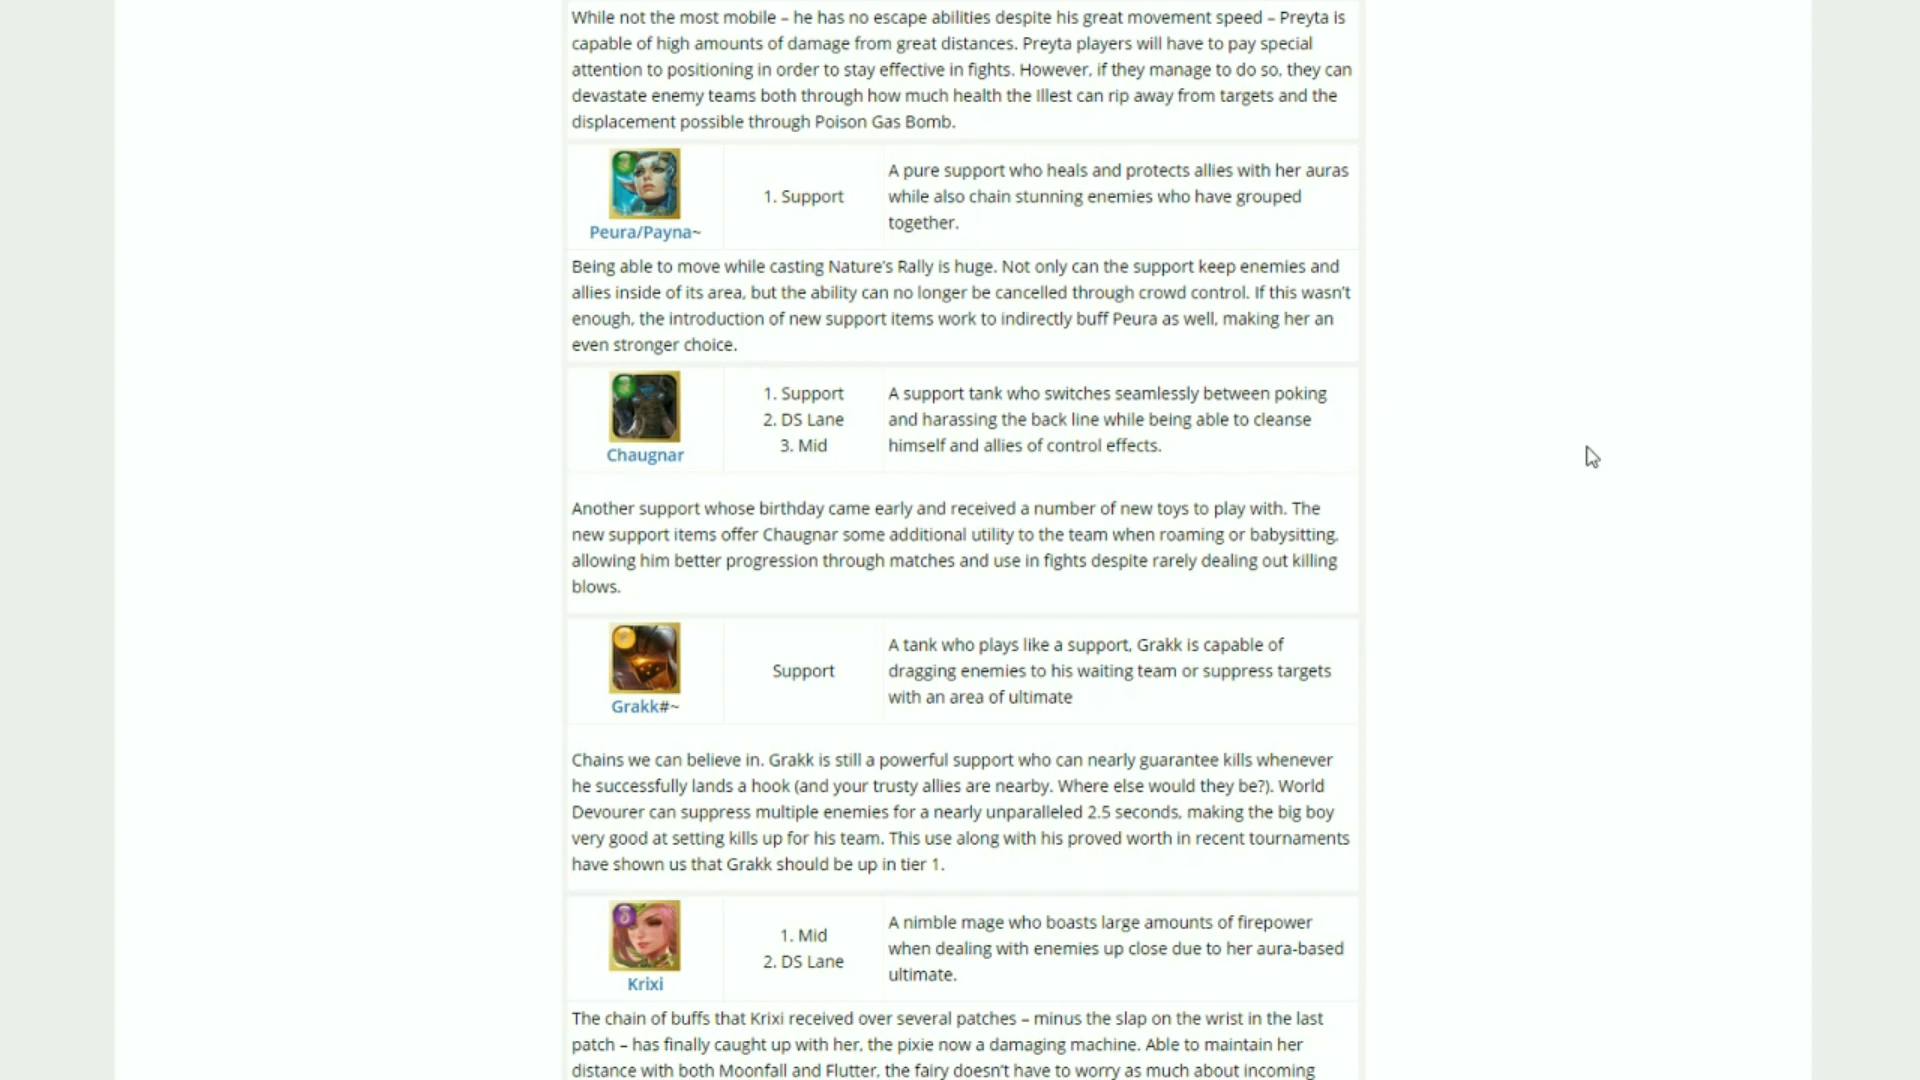 While not the most mobile – he has no escape abilities despite his great movement speed – Preyta is
capable of high amounts of damage from great distances. Preyta players will have to pay special
attention to positioning in order to stay effective in fights. However, if they manage to do so, they can
devastate enemy teams both through how much health the Illest can rip away from targets and the
displacement possible through Poison Gas Bomb.
Peura/Payna~
1. Support
A pure support who heals and protects allies with her auras
while also chain stunning enemies who have grouped
together.
Being able to move while casting Nature's Rally is huge. Not only can the support keep enemies and
allies inside of its area, but the ability can no longer be cancelled through crowd control. If this wasn't
enough, the introduction of new support items work to indirectly buff Peura as well, making her an
even stronger choice.
Chaugnar
1. Support
2. DS Lane
3. Mid
A support tank who switches seamlessly between poking
and harassing the back line while being able to cleanse
himself and allies of control effects.
Another support whose birthday came early and received a number of new toys to play with. The
new support items offer Chaugnar some additional utility to the team when roaming or babysitting,
allowing him better progression through matches and use in fights despite rarely dealing out killing
blows.
Grakk#~
Support
A tank who plays like a support, Grakk is capable of
dragging enemies to his waiting team or suppress targets
with an area of ultimate
Chains we can believe in. Grakk is still a powerful support who can nearly guarantee kills whenever
he successfully lands a hook (and your trusty allies are nearby. Where else would they be?). World
Devourer can suppress multiple enemies for a nearly unparalleled 2.5 seconds, making the big boy
very good at setting kills up for his team. This use along with his proved worth in recent tournaments
have shown us that Grakk should be up in tier 1.
Krixi
1. Mid
2. DS Lane
A nimble mage who boasts large amounts of firepower
when dealing with enemies up close due to her aura-based
ultimate.
The chain of buffs that Krixi received over several patches – minus the slap on the wrist in the last
patch – has finally caught up with her, the pixie now a damaging machine. Able to maintain her
distance with both Moonfall and Flutter, the fairy doesn't have to worry as much about incoming